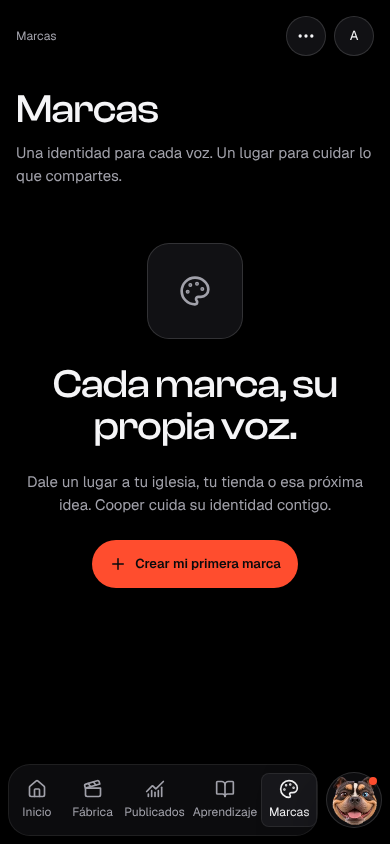 Marcas
A
Marcas
Una identidad para cada voz. Un lugar para cuidar lo
que compartes.
Cada marca, su
propia voz.
Dale un lugar a tu iglesia, tu tienda o esa próxima
idea. Cooper cuida su identidad contigo.
Crear mi primera marca
Inicio
Fábrica
Publicados
Aprendizaje
Marcas